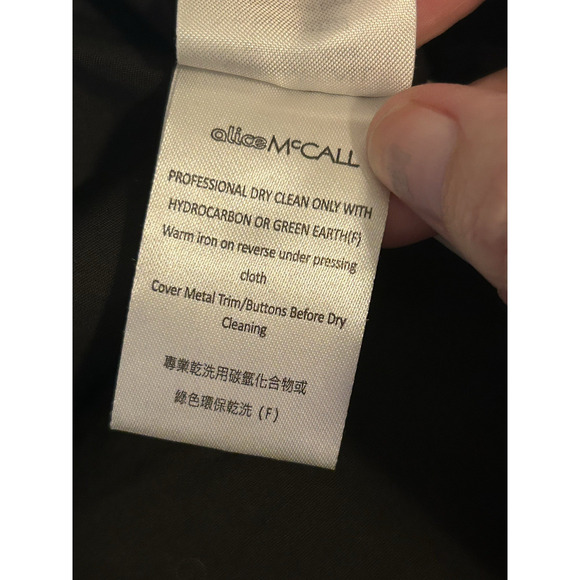 alice McCALL
PROFESSIONAL DRY CLEAN ONLY WITH
HYDROCARBON OR GREEN EARTH(F)
Warm iron on reverse under pressing
cloth
Cover Metal Trim/Buttons Before Dry
Cleaning
專業乾洗用碳氫化合物或
綠色環保乾洗 (F)